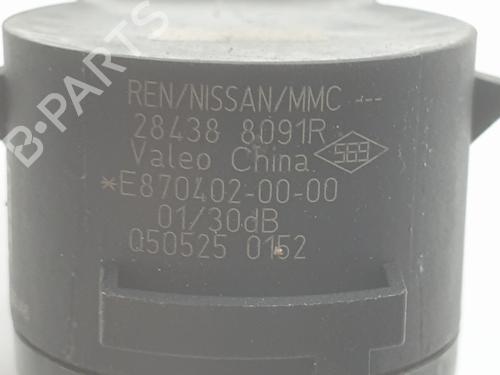 REN/NISSAN/MMC ---
28438 8091R
Valeo China
569
*E870402-00-00
01/30dB
Q50525 0152
B-PARTS